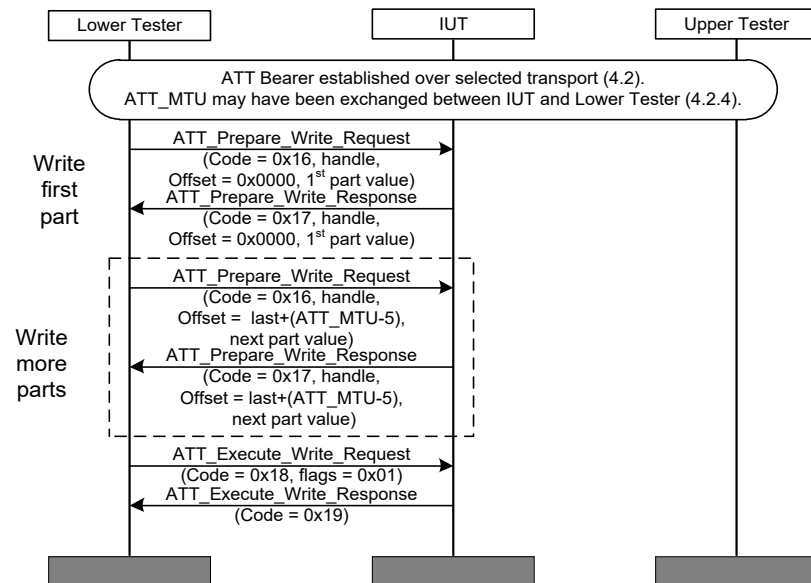 Lower Tester
IUT
Upper Tester
ATT Bearer established over selected transport (4.2).
ATT_MTU may have been exchanged between IUT and Lower Tester (4.2.4).
Write
first
part
ATT_Prepare_Write_Request
(Code = 0x16, handle,
Offset = 0x0000, 1st part value)
ATT_Prepare_Write_Response
(Code = 0x17, handle,
Offset = 0x0000, 1st part value)
Write
more
parts
ATT_Prepare_Write_Request
(Code = 0x16, handle,
Offset = last+(ATT_MTU-5),
next part value)
ATT_Prepare_Write_Response
(Code = 0x17, handle,
Offset = last+(ATT_MTU-5),
next part value)
ATT_Execute_Write_Request
(Code = 0x18, flags = 0x01)
ATT_Execute_Write_Response
(Code = 0x19)